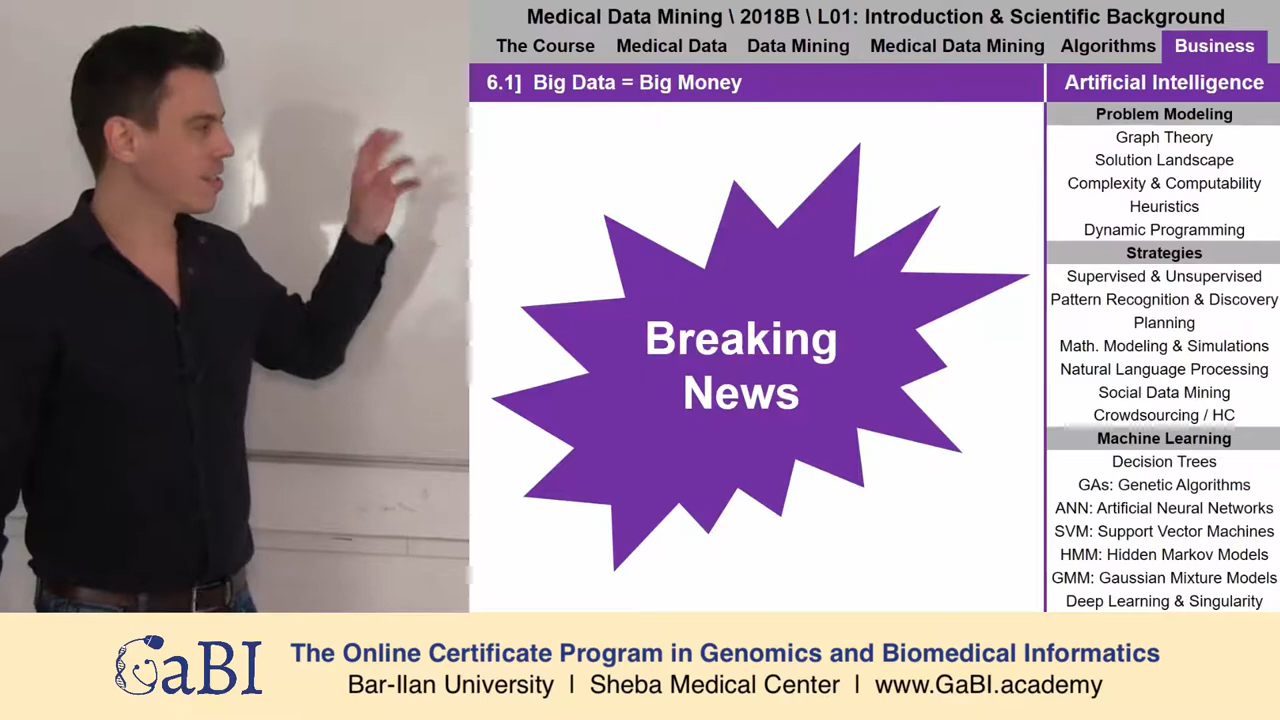 Medical Data Mining \ 2018B \ L01: Introduction & Scientific Background
The Course Medical Data Data Mining Medical Data Mining Algorithms Business
6.1] Big Data = Big Money
Artificial Intelligence
Breaking
News
Problem Modeling
Graph Theory
Solution Landscape
Complexity & Computability
Heuristics
Dynamic Programming
Strategies
Supervised & Unsupervised
Pattern Recognition & Discovery
Planning
Math. Modeling & Simulations
Natural Language Processing
Social Data Mining
Crowdsourcing / HC
Machine Learning
Decision Trees
GAs: Genetic Algorithms
ANN: Artificial Neural Networks
SVM: Support Vector Machines
HMM: Hidden Markov Models
GMM: Gaussian Mixture Models
Deep Learning & Singularity
GaBI
The Online Certificate Program in Genomics and Biomedical Informatics
Bar-Ilan University | Sheba Medical Center | www.GaBI.academy